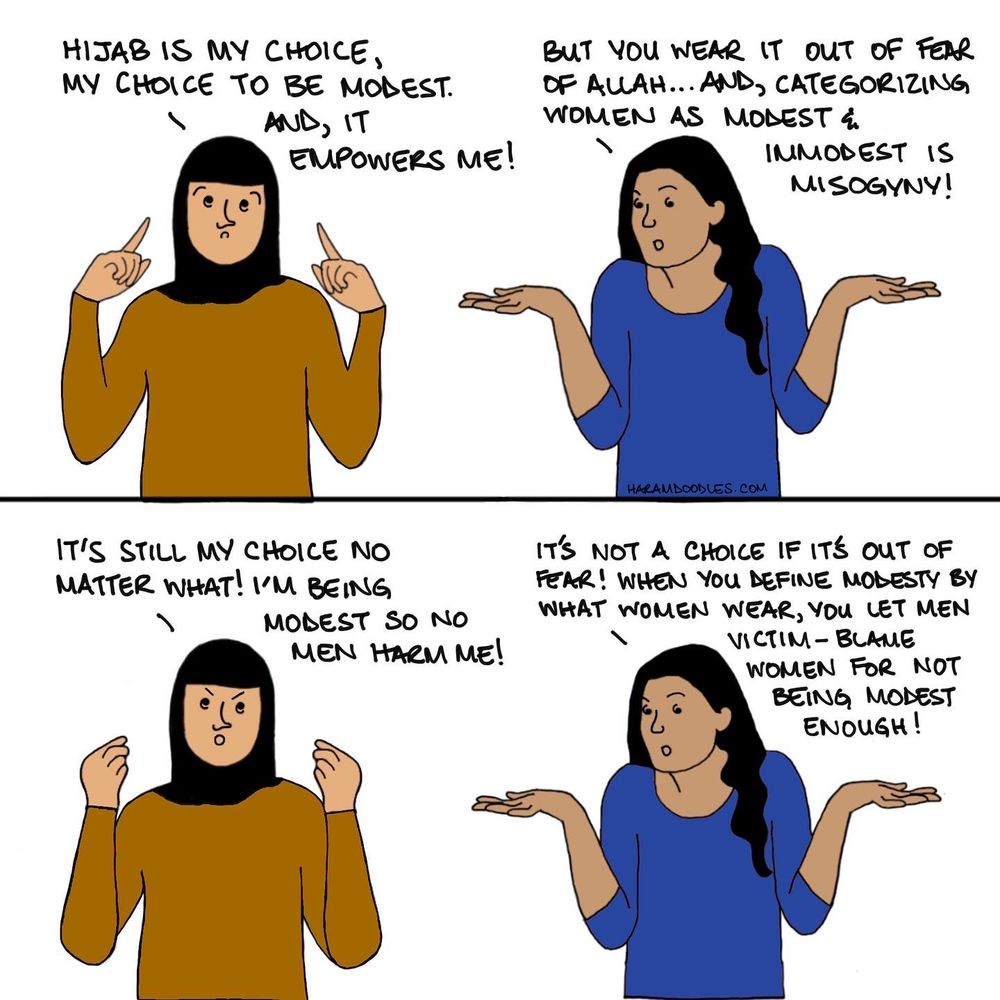 HIJAB IS MY CHOICE,
MY CHOICE TO BE MODEST.
AND, IT
EMPOWERS ME!
BUT YOU WEAR IT OUT OF FEAR
OF ALLAH... AND, CATEGORIZING
WOMEN AS MODEST &
IMMODEST IS
MISOGYNY!
HARAMDOODLES.COM
IT'S STILL MY CHOICE NO
MATTER WHAT! I'M BEING
MODEST SO NO
MEN HARM ME!
IT'S NOT A CHOICE IF IT'S OUT OF
FEAR! WHEN YOU DEFINE MODESTY BY
WHAT WOMEN WEAR, YOU LET MEN
VICTIM-BLAME
WOMEN FOR NOT
BEING MODEST
ENOUGH!